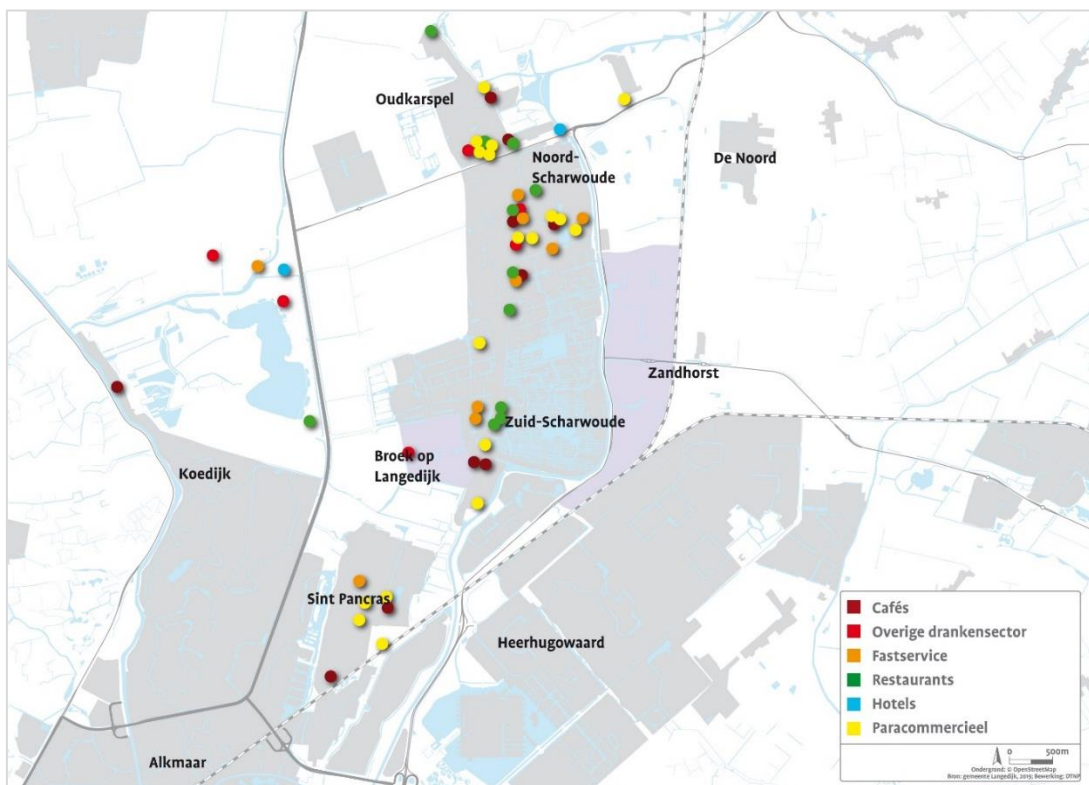 Oudkarspel
Noord-
Scharwoude
De Noord
Zandhorst
Zuid-Scharwoude
Broek op
Langedijk
Koedijk
Sint Pancras
Heerhugowaard
Alkmaar
Cafés
Overige drankensector
Fastservice
Restaurants
Hotels
Paracommercieel
0 500m
Ondergrond: © OpenStreetMap
Bron: gemeente Langedijk, 2019; Bewerking: DTNP